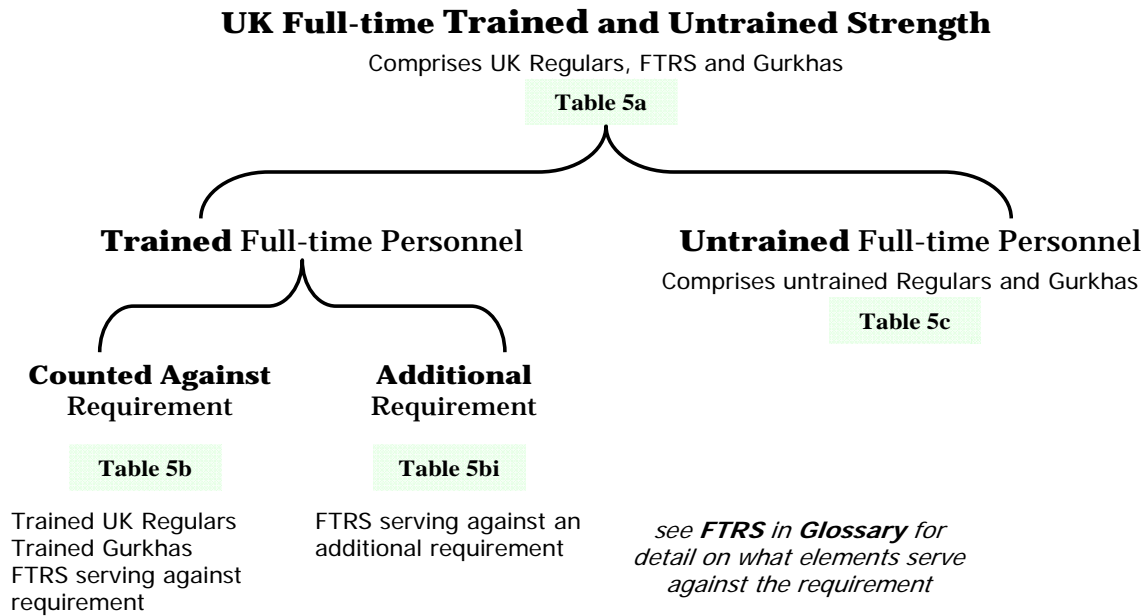 UK Full-time Trained and Untrained Strength
Comprises UK Regulars, FTRS and Gurkhas
Table 5a
Trained Full-time Personnel
Untrained Full-time Personnel
Comprises untrained Regulars and Gurkhas
Table 5c
Counted Against
Requirement
Table 5b
Trained UK Regulars
Trained Gurkhas
FTRS serving against
requirement
Additional
Requirement
Table 5bi
FTRS serving against an
additional requirement
see FTRS in Glossary for
detail on what elements serve
against the requirement